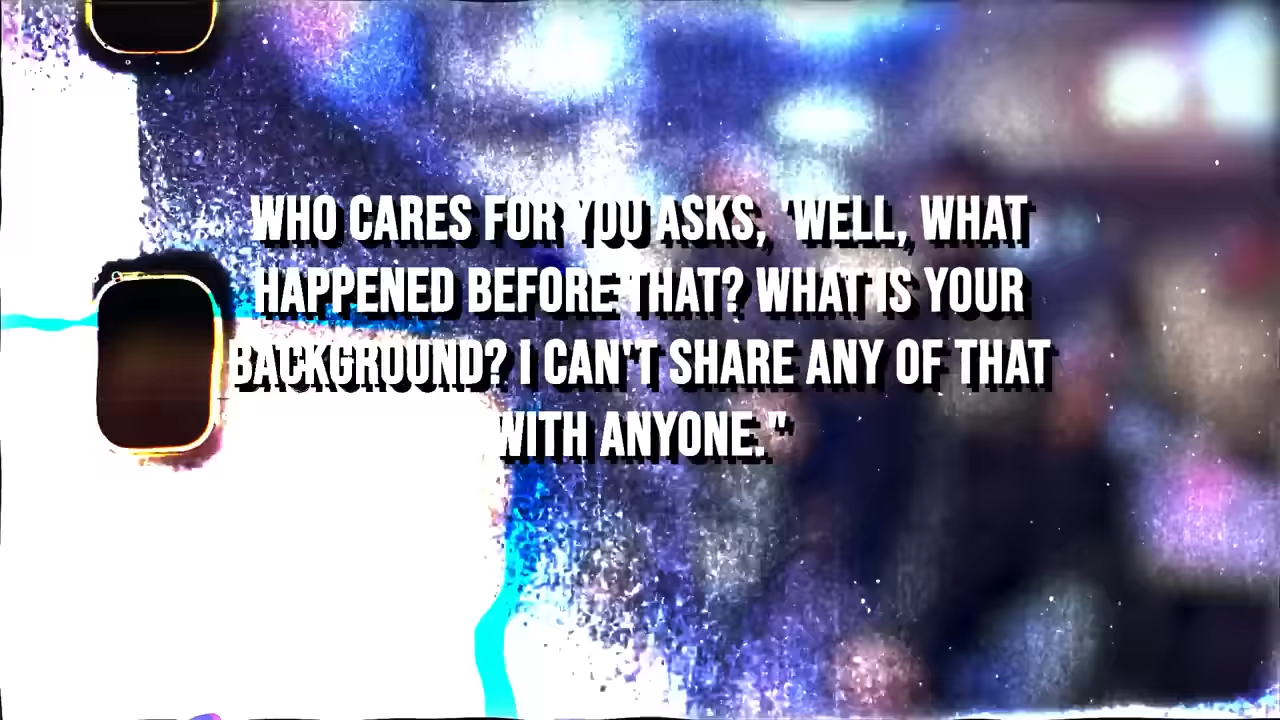 WHO CARES FOR YOU ASKS, 'WELL, WHAT
HAPPENED BEFORE THAT? WHAT IS YOUR
BACKGROUND? I CAN'T SHARE ANY OF THAT
WITH ANYONE."